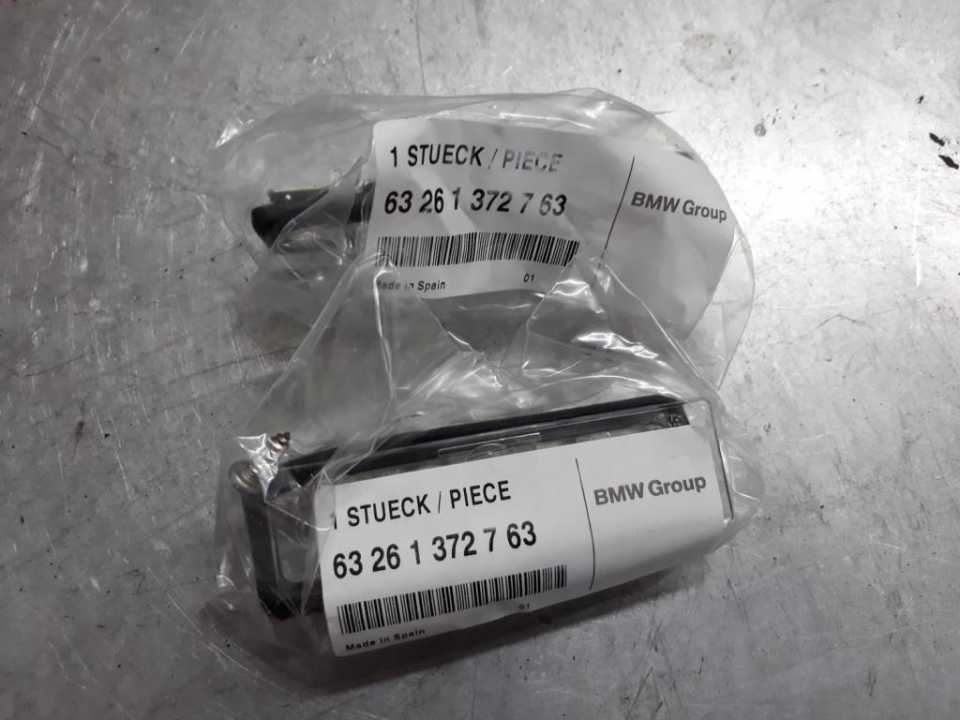 1 STUECK / PIECE
63 26 1 372 7 63
BMW Group
Made in Spain
01
1 STUECK / PIECE
63 26 1 372 7 63
BMW Group
Made in Spain
01